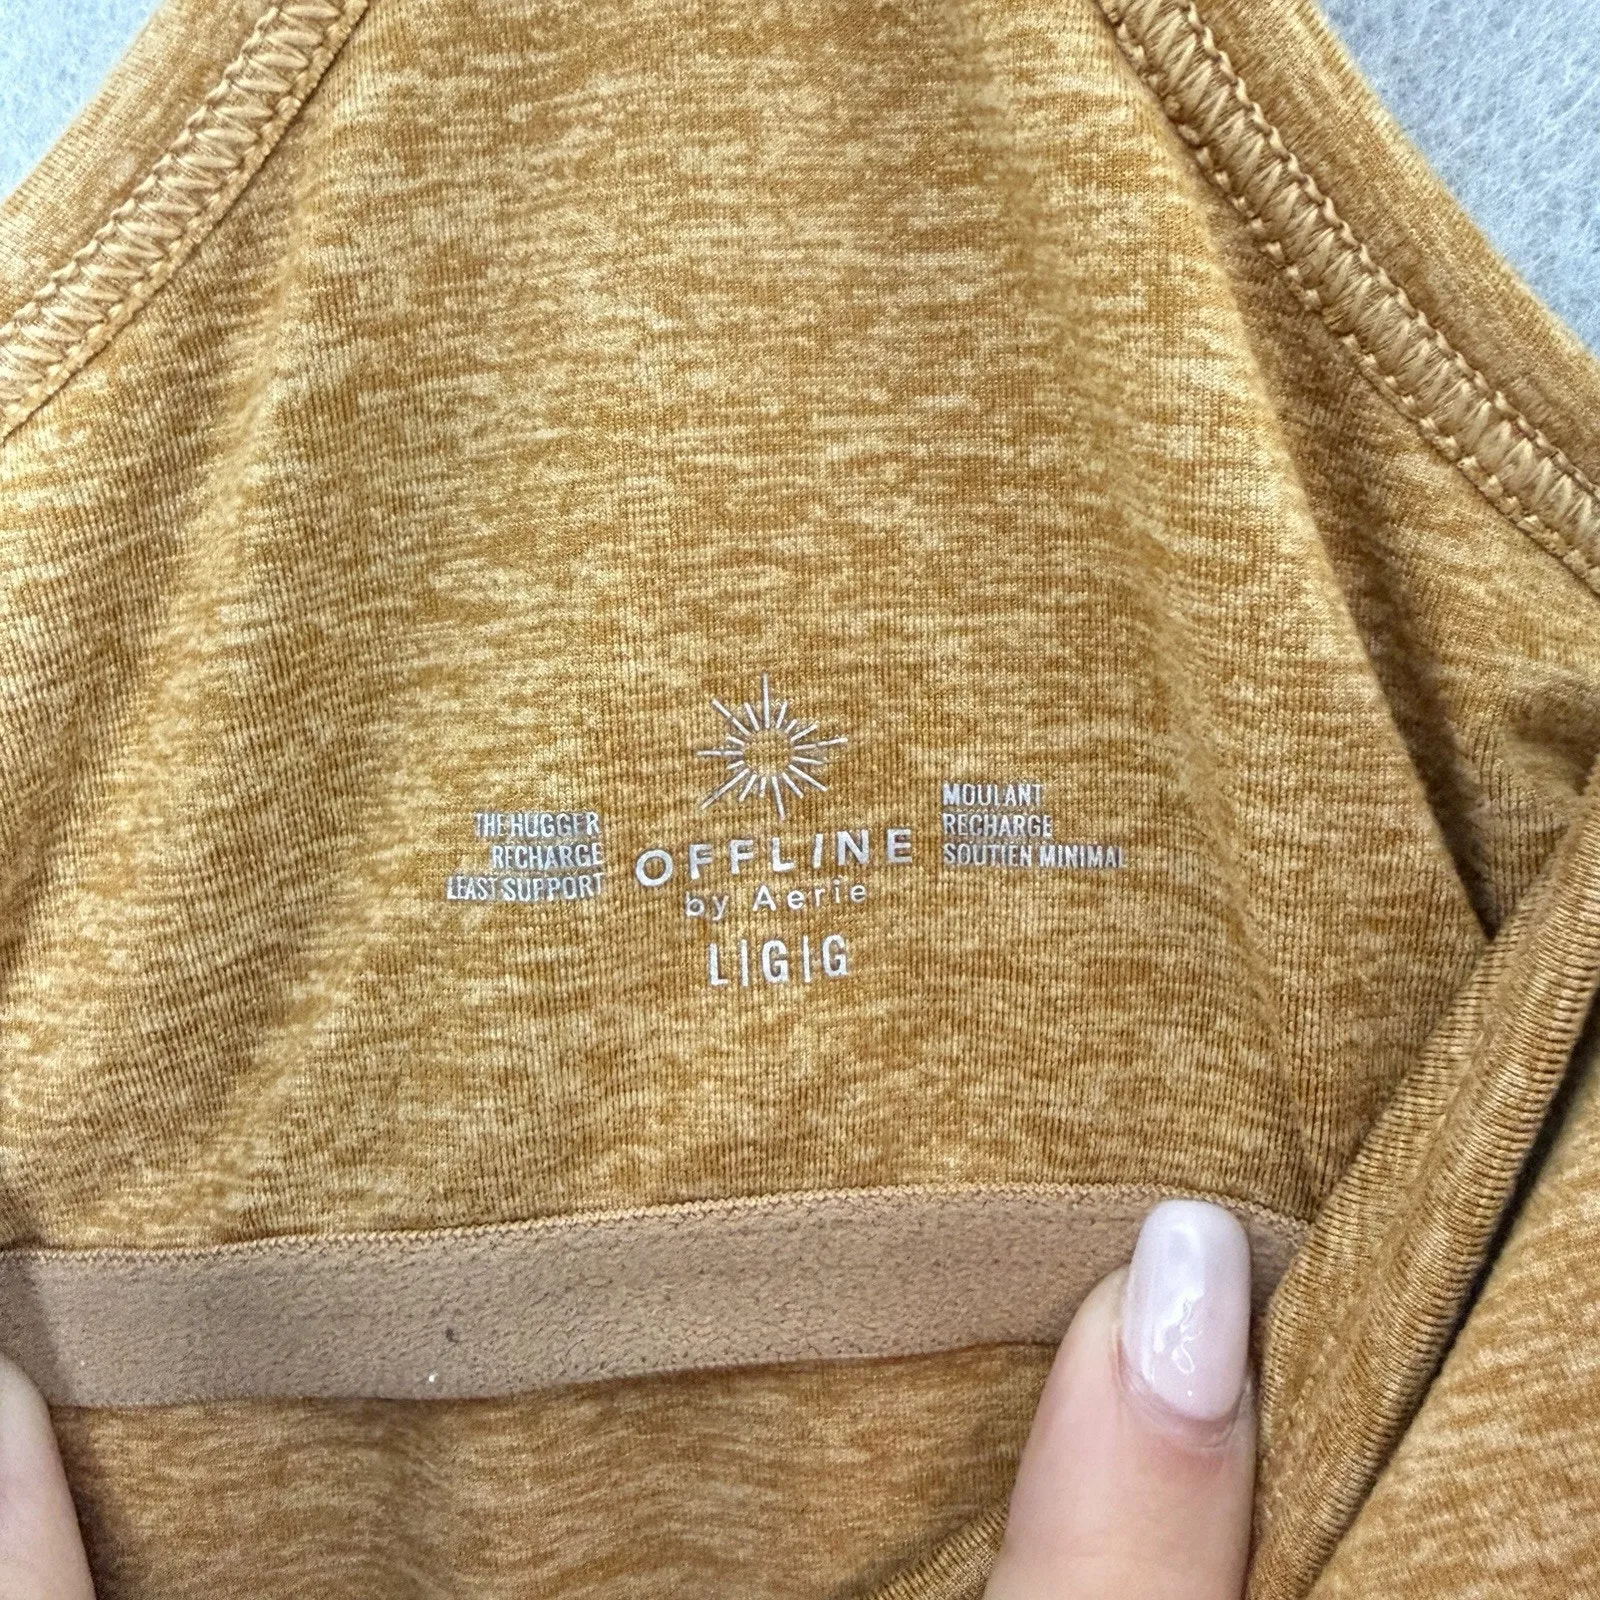 THE HUGGER
RECHARGE
LEAST SUPPORT
OFFLINE
by Aerie
L|G|G
MOULANT
RECHARGE
SOUTIEN MINIMAL